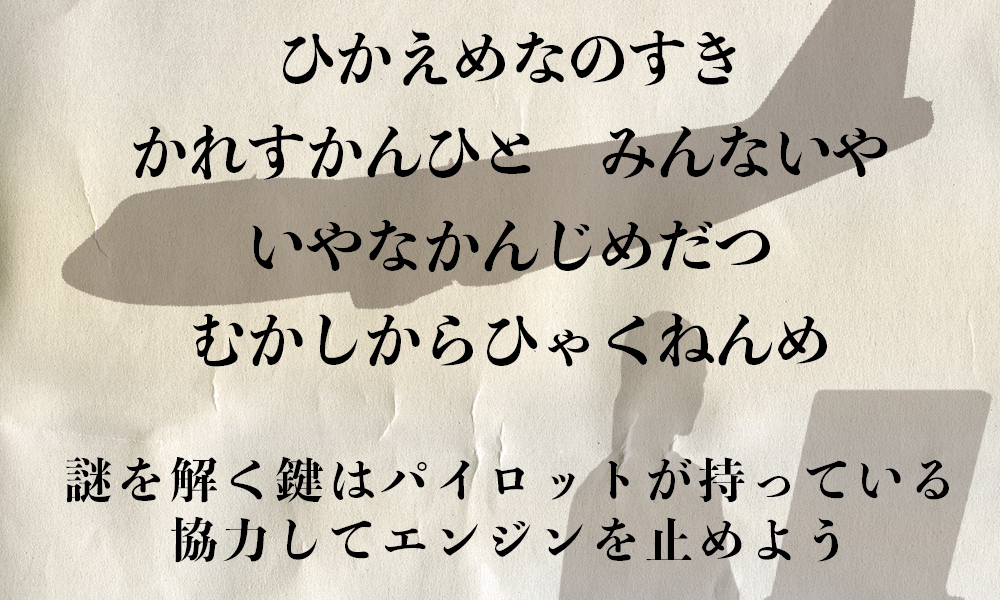 ひかえめなのすき
かれすかんひと　みんないや
いやなかんじめだつ
むかしからひゃくねんめ
謎を解く鍵はパイロットが持っている
協力してエンジンを止めよう